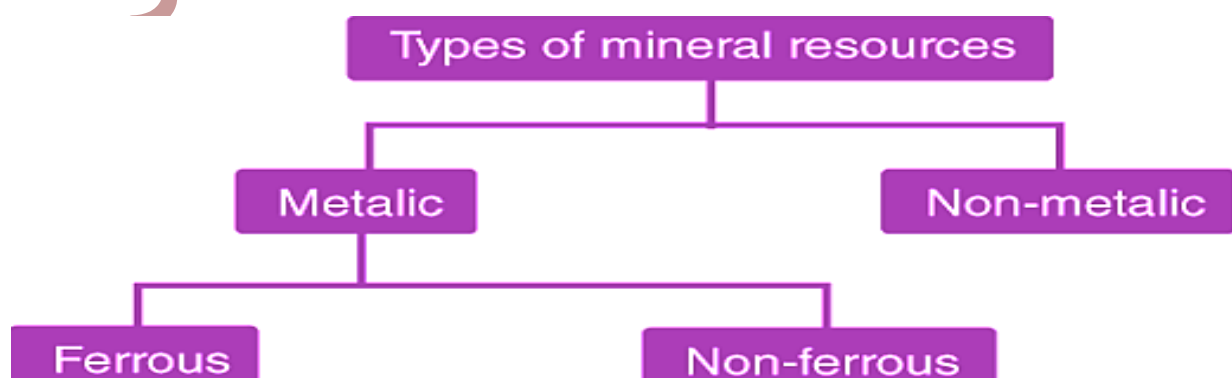 Types of mineral resources
Metalic
Non-metalic
Ferrous
Non-ferrous